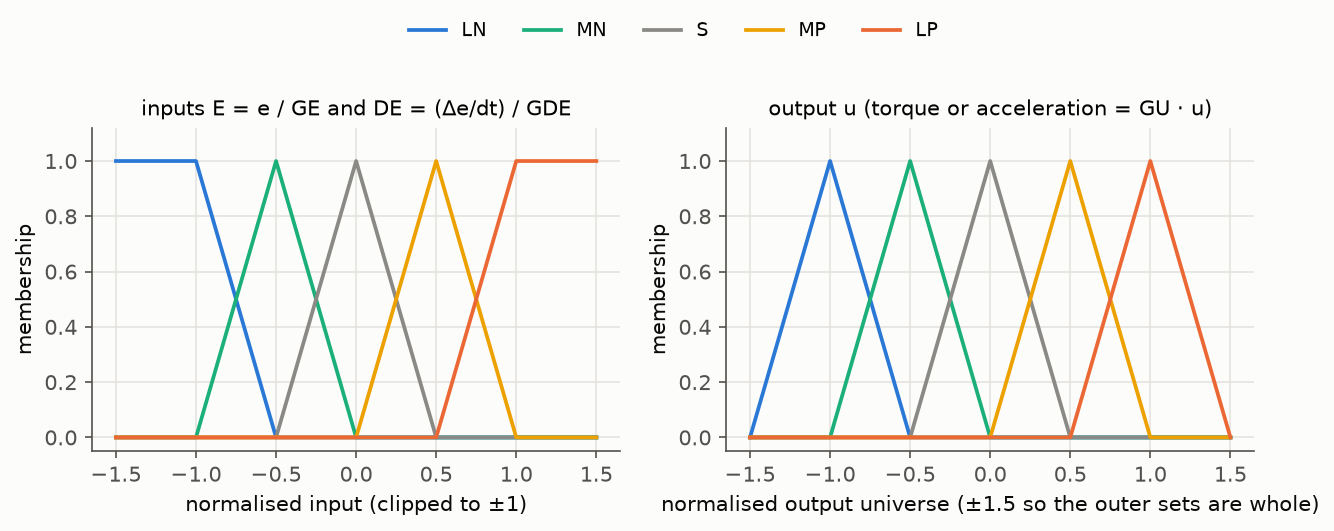 LN MN S MP LP
inputs E = e / GE and DE = (Δe/dt) / GDE
membership
1.0
0.8
0.6
0.4
0.2
0.0
−1.5 −1.0 −0.5 0.0 0.5 1.0 1.5
normalised input (clipped to ±1)
output u (torque or acceleration = GU · u)
membership
1.0
0.8
0.6
0.4
0.2
0.0
−1.5 −1.0 −0.5 0.0 0.5 1.0 1.5
normalised output universe (±1.5 so the outer sets are whole)